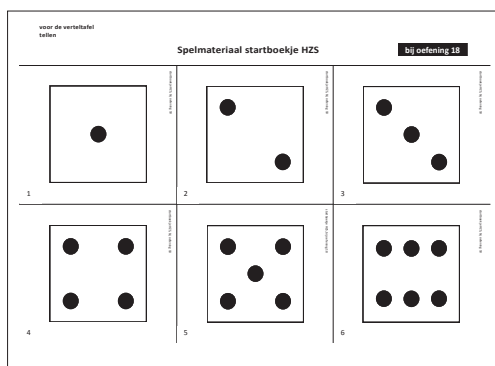 voor de verteltafel
tellen
Spelmateriaal startboekje HZS
bij oefening 18
1
2
3
4
5
6